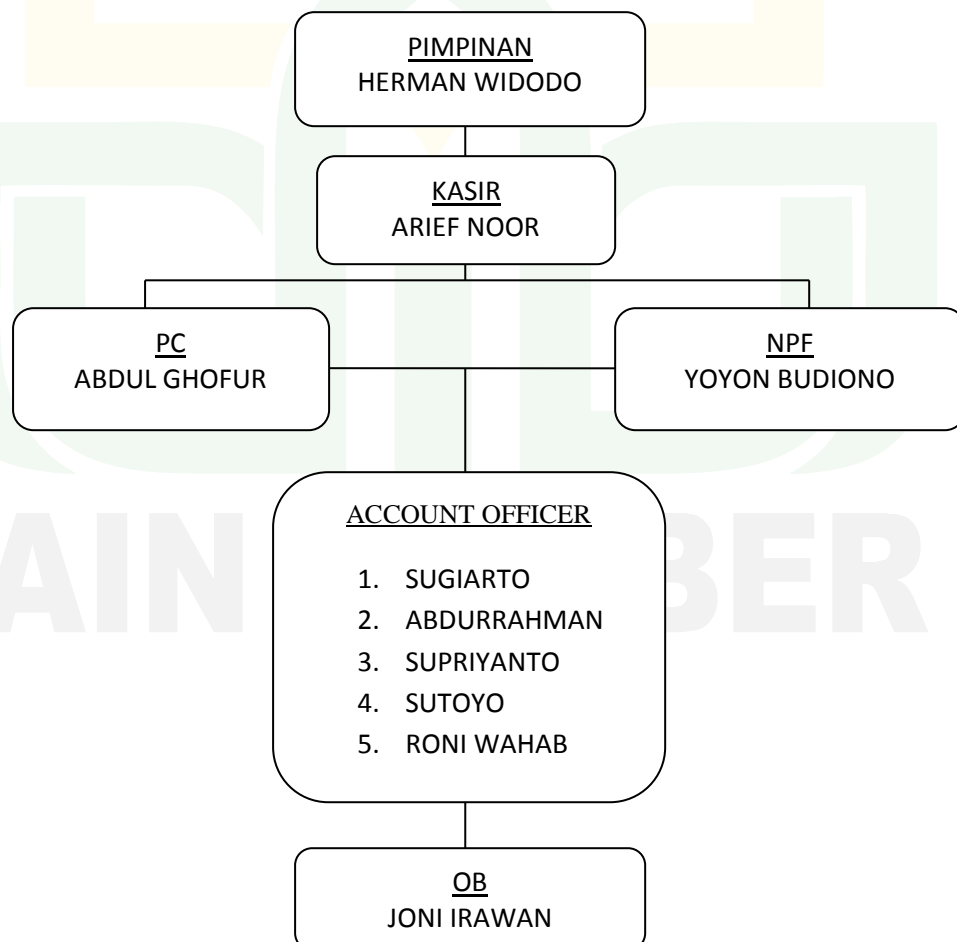 PIMPINAN
HERMAN WIDODO
KASIR
ARIEF NOOR
PC
ABDUL GHOFUR
NPF
YOYON BUDIONO
ACCOUNT OFFICER
1. SUGIARTO
2. ABDURRAHMAN
3. SUPRIYANTO
4. SUTOYO
5. RONI WAHAB
OB
JONI IRAWAN